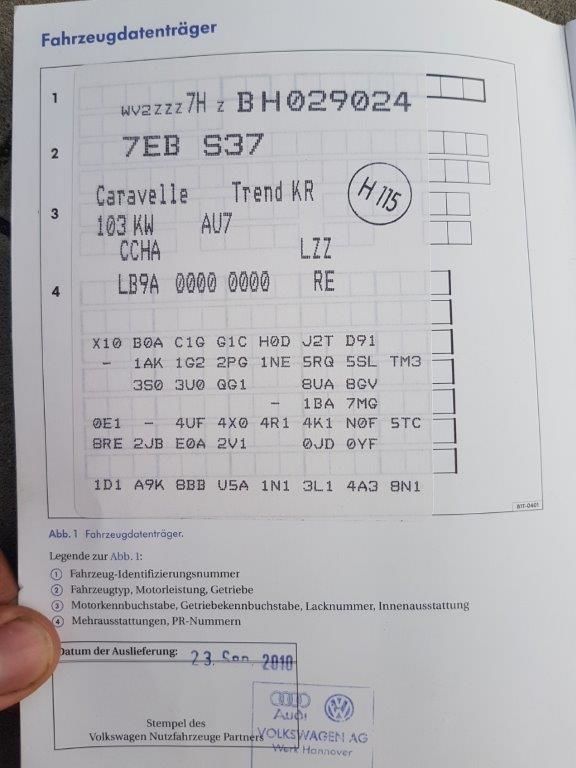 Fahrzeugdatenträger
1
WV2ZZZ7HZBH029024
2
7EB S37
Caravelle Trend KR
H 115
3
103 KW AU7
CCHA LZZ
4
LB9A 0000 0000 RE
X10 B0A C1G G1C H0D J2T D91
- 1AK 1G2 2PG 1NE 5RQ 5SL TM3
3S0 3U0 QG1 8UA 8GV
- 1BA 7MG
0E1 - 4UF 4X0 4R1 4K1 N0F 5TC
8RE 2JB E0A 2V1 0JD 0YF
1D1 A9K 8BB U5A 1N1 3L1 4A3 8N1
B1T-0401
Abb. 1 Fahrzeugdatenträger.
Legende zur Abb. 1:
1 Fahrzeug-Identifizierungsnummer
2 Fahrzeugtyp, Motorleistung, Getriebe
3 Motorkennbuchstabe, Getriebekennbuchstabe, Lacknummer, Innenausstattung
4 Mehrausstattungen, PR-Nummern
Datum der Auslieferung: 23. Sep. 2010
Audi
Stempel des
Volkswagen Nutzfahrzeuge Partners
VOLKSWAGEN AG
Werk Hannover